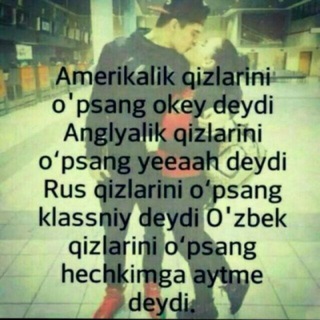 Amerikalik qizlarini
o'psang okey deydi
Anglyalik qizlarini
o‘psang yeeaah deydi
Rus qizlarini o‘psang
klassniy deydi O'zbek
qizlarini o‘psang
hechkimga aytme
deydi.